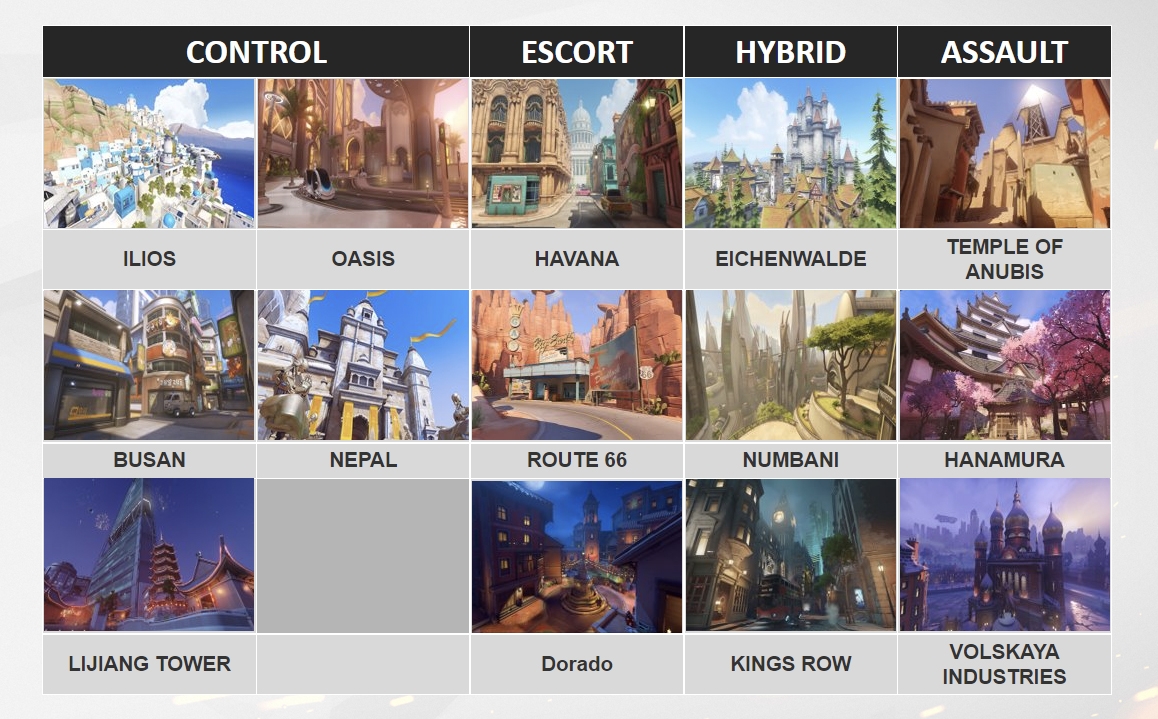 CONTROL
ESCORT
HYBRID
ASSAULT
ILIOS
OASIS
HAVANA
EICHENWALDE
TEMPLE OF
ANUBIS
66
BUSAN
NEPAL
ROUTE 66
NUMBANI
HANAMURA
LIJIANG TOWER
Dorado
KINGS ROW
VOLSKAYA
INDUSTRIES